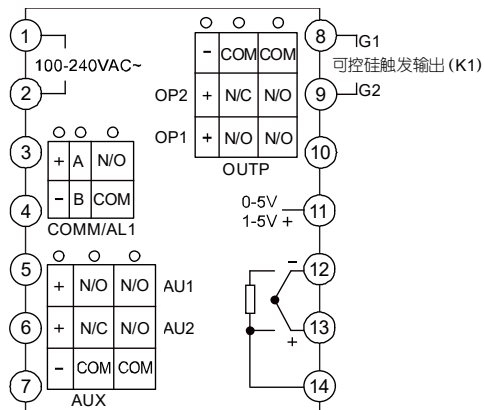 1
100-240VAC~
2
3
+ A N/O
- B COM
4
COMM/AL1
5
+ N/O N/O AU1
6
+ N/C N/O AU2
- COM COM
7
AUX
- COM COM
OP2 + N/C N/O
OP1 + N/O N/O
OUTP
8
G1
可控硅触发输出(K1)
9
G2
10
0-5V
1-5V +
11
12
-
13
+
14